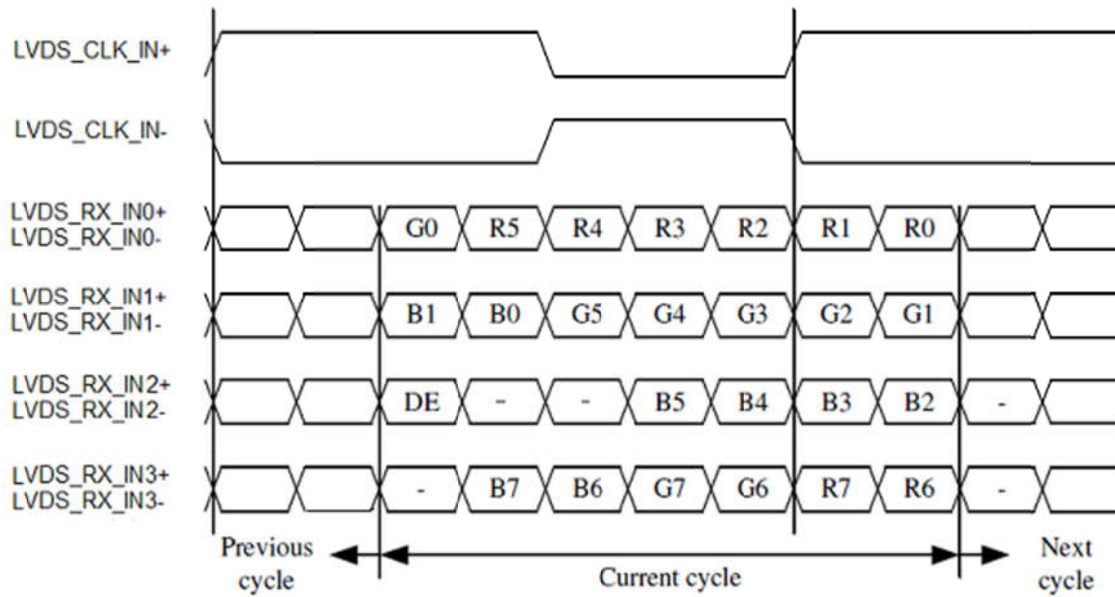 LVDS_CLK_IN+
LVDS_CLK_IN-
LVDS_RX_IN0+
LVDS_RX_IN0-
G0 R5 R4 R3 R2 R1 R0
LVDS_RX_IN1+
LVDS_RX_IN1-
B1 B0 G5 G4 G3 G2 G1
LVDS_RX_IN2+
LVDS_RX_IN2-
DE - - B5 B4 B3 B2 -
LVDS_RX_IN3+
LVDS_RX_IN3-
- B7 B6 G7 G6 R7 R6 -
Previous
cycle
Current cycle
Next
cycle